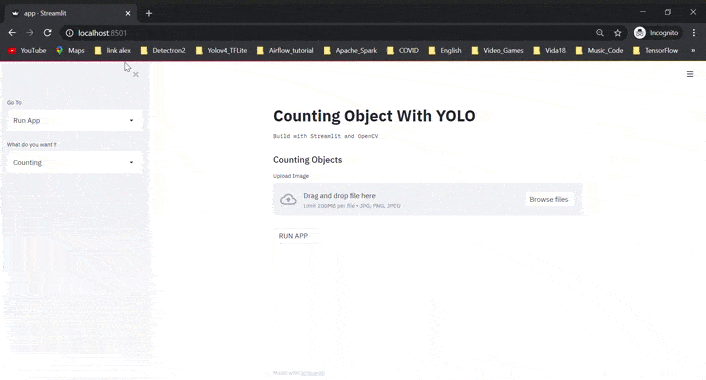 app · Streamlit
localhost:8501
Incognito
YouTube Maps link alex Detectron2 Yolov4_TFLite Airflow_tutorial Apache_Spark COVID English Video_Games Vida18 Music_Code TensorFlow »
Go To
Run App
What do you want ?
Counting
Counting Object With YOLO
Build with Streamlit and OpenCV
Counting Objects
Upload Image
Drag and drop file here
Limit 200MB per file • JPG, PNG, JPEG
Browse files
RUN APP
Made with Streamlit